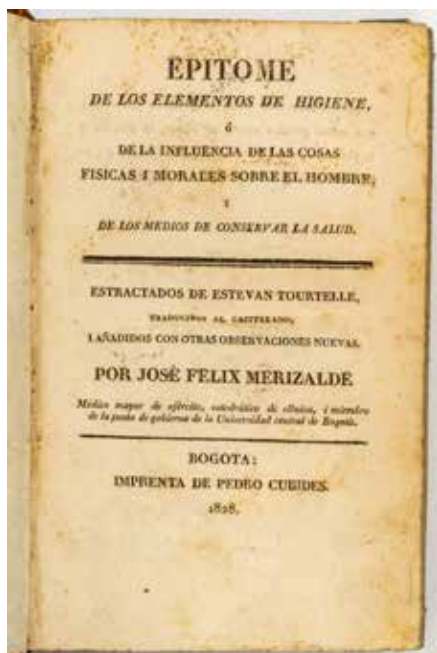 EPITOME
DE LOS ELEMENTOS DE HIGIENE,
ó
DE LA INFLUENCIA DE LAS COSAS
FISICAS I MORALES SOBRE EL HOMBRE,
I
DE LOS MEDIOS DE CONSERVAR LA SALUD.
ESTRACTADOS DE ESTEVAN TOURTELLE,
TRADUCIDOS AL CASTELLANO,
I AÑADIDOS CON OTRAS OBSERVACIONES NUEVAS.
POR JOSÉ FELIX MERIZALDE
Médico mayor de ejército, catedrático de clínica, i miembro
de la junta de gobierno de la Universidad central de Bogotá.
BOGOTA:
IMPRENTA DE PEDRO CUBIDES.
1828.